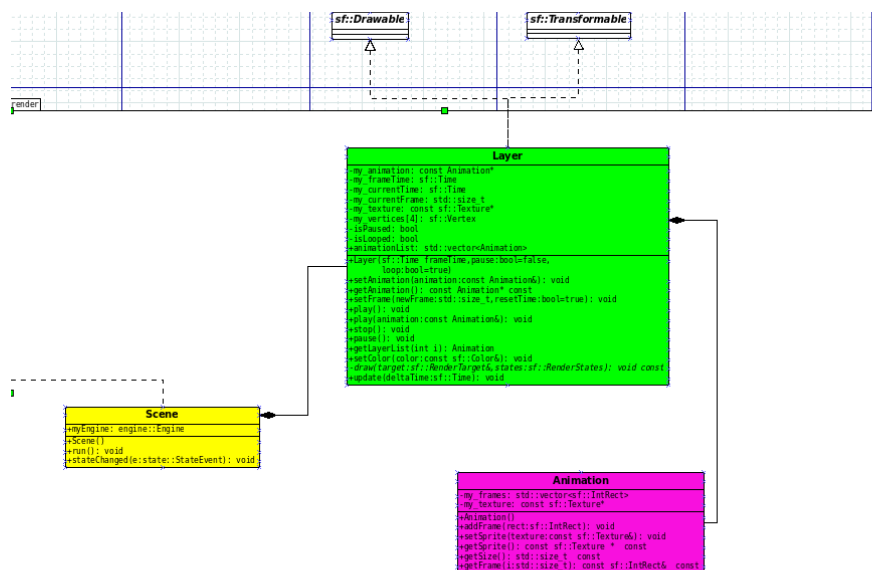 sf::Drawable
sf::Transformable
render
Layer
-my_animation: const Animation*
-my_frameTime: sf::Time
-my_currentTime: sf::Time
-my_currentFrame: std::size_t
-my_texture: const sf::Texture*
-my_vertices[4]: sf::Vertex
-isPaused: bool
-isLooped: bool
+animationList: std::vector<Animation>
+Layer(sf::Time frameTime,pause:bool=false,
loop:bool=true)
+setAnimation(animation:const Animation&): void
+getAnimation(): const Animation* const
+setFrame(newFrame:std::size_t,resetTime:bool=true): void
+play(): void
+play(animation:const Animation&): void
+stop(): void
+pause(): void
+getLayerList(int i): Animation
+setColor(color:const sf::Color&): void
-draw(target:sf::RenderTarget&,states:sf::RenderStates): void const
+update(deltaTime:sf::Time): void
Scene
+myEngine: engine::Engine
+Scene()
+run(): void
+stateChanged(e:state::StateEvent): void
Animation
-my_frames: std::vector<sf::IntRect>
-my_texture: const sf::Texture*
+Animation()
+addFrame(rect:sf::IntRect): void
+setSprite(texture:const sf::Texture&): void
+getSprite(): const sf::Texture * const
+getSize(): std::size_t const
+getFrame(i:std::size_t): const sf::IntRect& const